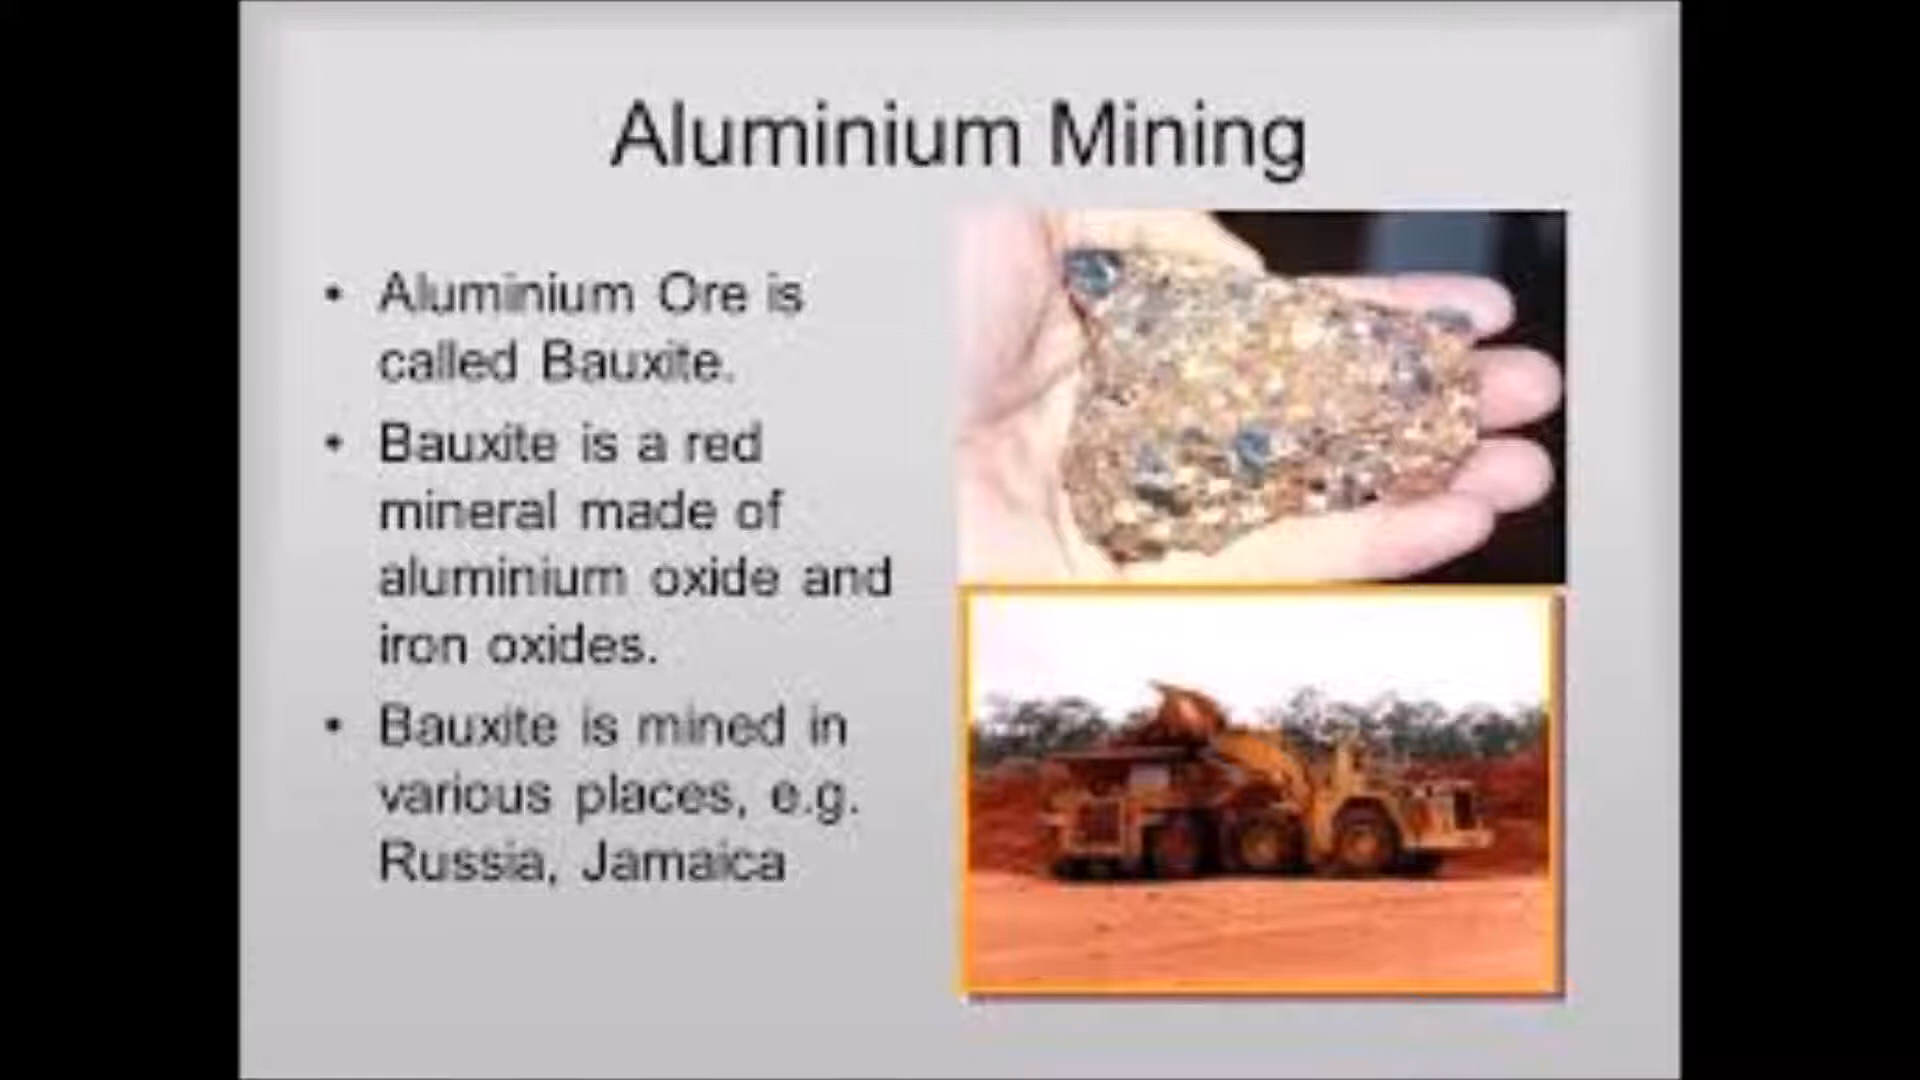 Aluminium Mining
• Aluminium Ore is
called Bauxite.
• Bauxite is a red
mineral made of
aluminium oxide and
iron oxides.
• Bauxite is mined in
various places, e.g.
Russia, Jamaica